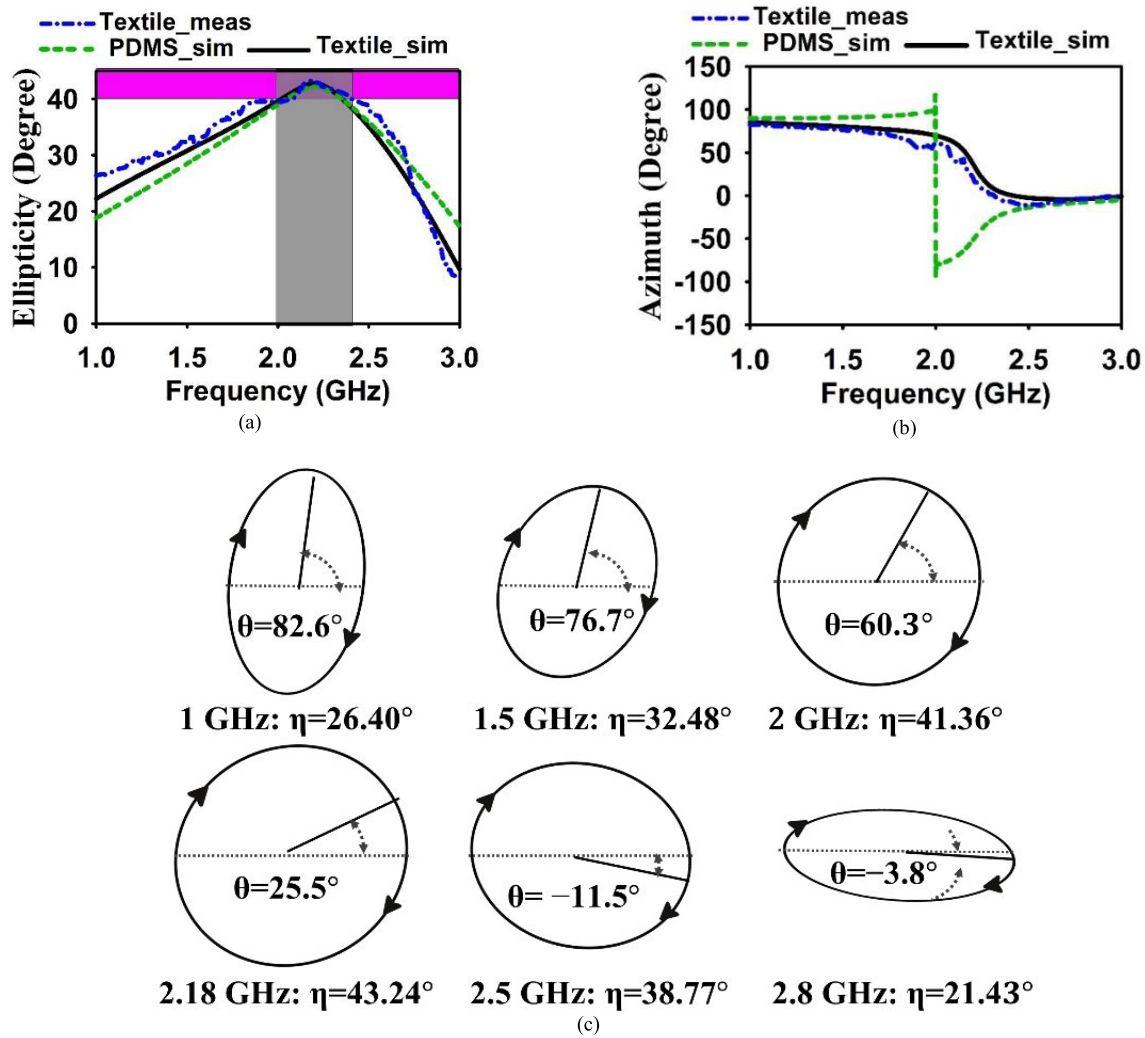 Textile_meas
PDMS_sim Textile_sim
Ellipticity (Degree)
40
30
20
10
0
1.0 1.5 2.0 2.5 3.0
Frequency (GHz)
(a)
Textile_meas
PDMS_sim Textile_sim
Azimuth (Degree)
150
100
50
0
-50
-100
-150
1.0 1.5 2.0 2.5 3.0
Frequency (GHz)
(b)
θ=82.6° θ=76.7° θ=60.3°
1 GHz: η=26.40° 1.5 GHz: η=32.48° 2 GHz: η=41.36°
θ=25.5° θ= −11.5° θ=−3.8°
2.18 GHz: η=43.24° 2.5 GHz: η=38.77° 2.8 GHz: η=21.43°
(c)